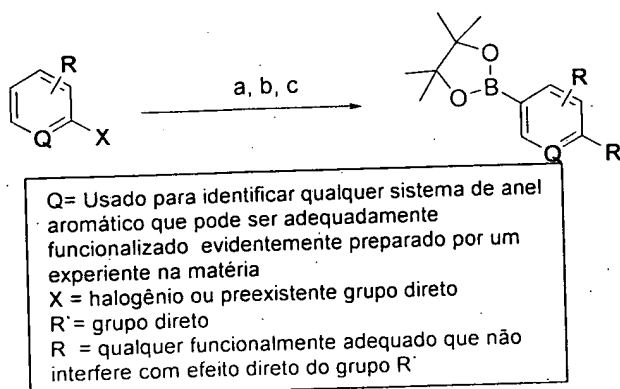 R
Q
X
a, b, c
O
O
B
R
Q
R
Q= Usado para identificar qualquer sistema de anel
aromático que pode ser adequadamente
funcionalizado evidentemente preparado por um
experiente na matéria
X = halogênio ou preexistente grupo direto
R' = grupo direto
R = qualquer funcionalmente adequado que não
interfere com efeito direto do grupo R'